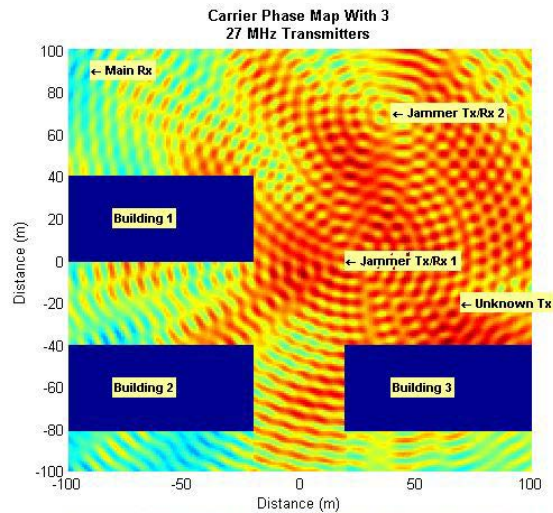 Carrier Phase Map With 3
27 MHz Transmitters
100
80
60
40
20
0
-20
-40
-60
-80
-100
Distance (m)
← Main Rx
← Jammer Tx/Rx 2
Building 1
← Jammer Tx/Rx 1
← Unknown Tx
Building 2
Building 3
-100
-50
0
50
100
Distance (m)